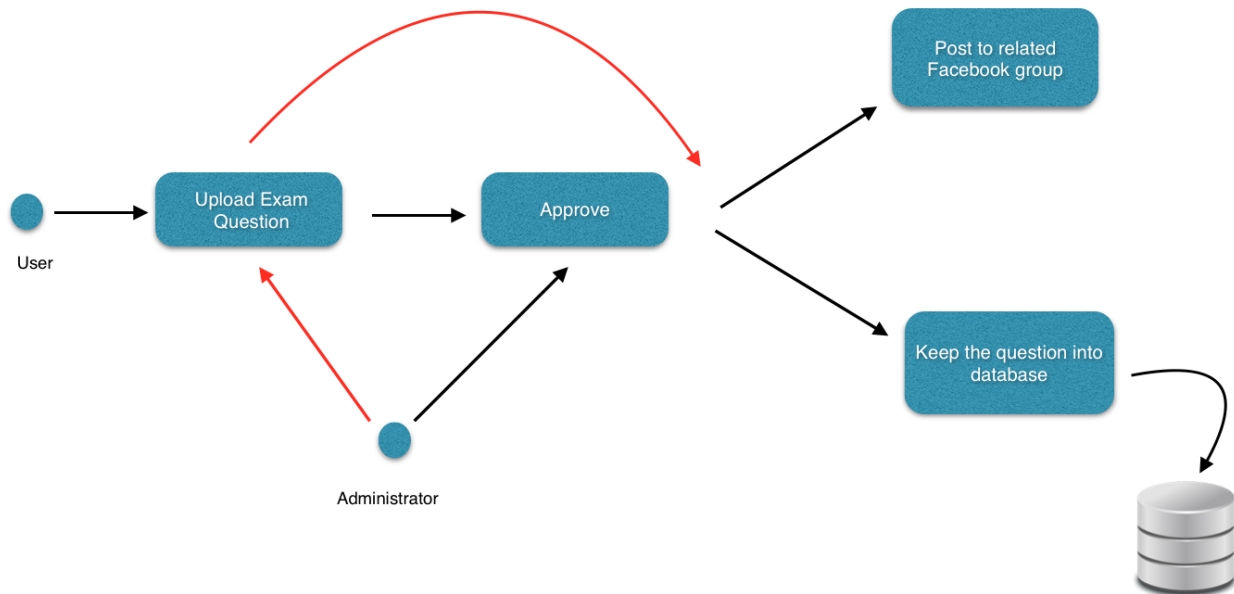 Post to related
Facebook group
Upload Exam
Question
Approve
User
Keep the question into
database
Administrator